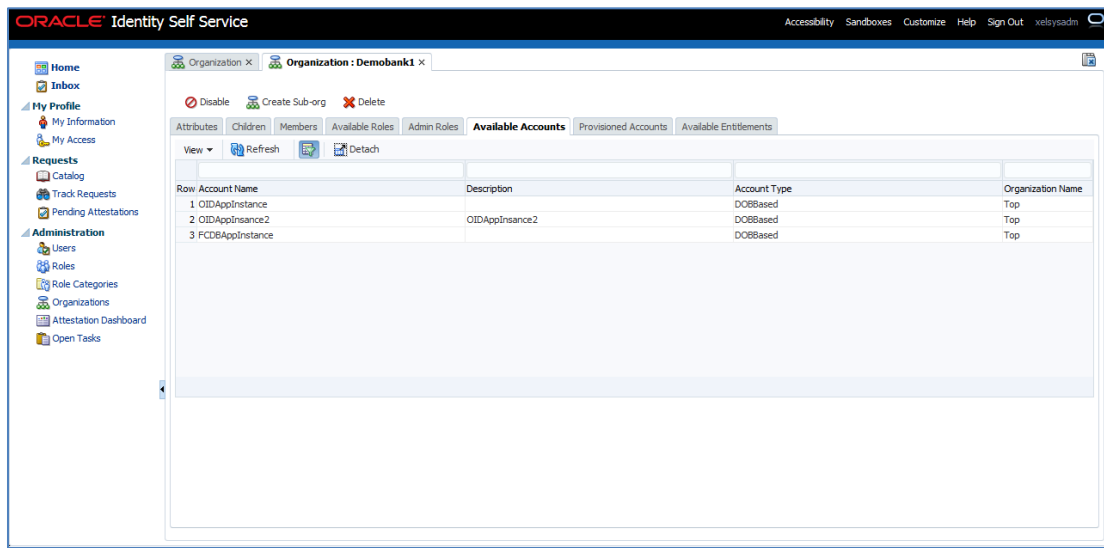 ORACLE Identity Self Service
Accessibility Sandboxes Customize Help Sign Out xelsysadm
Home
Inbox
My Profile
My Information
My Access
Requests
Catalog
Track Requests
Pending Attestations
Administration
Users
Roles
Role Categories
Organizations
Attestation Dashboard
Open Tasks
Organization Organization : Demobank1
Disable Create Sub-org Delete
Attributes Children Members Available Roles Admin Roles Available Accounts Provisioned Accounts Available Entitlements
View Refresh Detach
Row Account Name Description Account Type Organization Name
1 OIDAppInstance DOBBased Top
2 OIDAppInsance2 OIDAppInsance2 DOBBased Top
3 FCDBAppInstance DOBBased Top